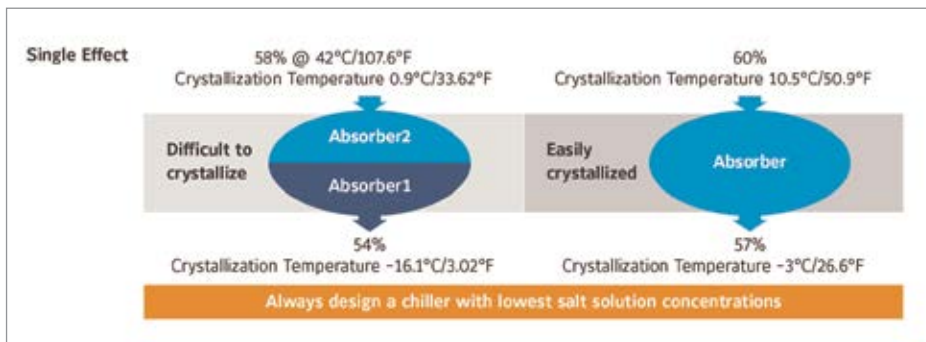 Single Effect
58% @ 42°C/107.6°F
Crystallization Temperature 0.9°C/33.62°F
60%
Crystallization Temperature 10.5°C/50.9°F
Difficult to
crystallize
Absorber2
Absorber1
Easily
crystallized
Absorber
54%
Crystallization Temperature -16.1°C/3.02°F
57%
Crystallization Temperature -3°C/26.6°F
Always design a chiller with lowest salt solution concentrations